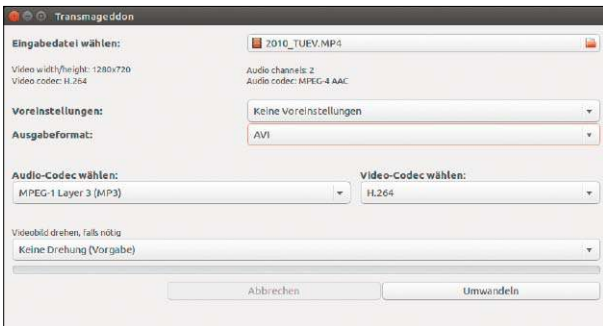 Transmageddon
Eingabedatei wählen:
2010_TUEV.MP4
Video width/height: 1280x720
Audio channels: 2
Video codec: H.264
Audio codec: MPEG-4 AAC
Voreinstellungen:
Keine Voreinstellungen
Ausgabeformat:
AVI
Audio-Codec wählen:
Video-Codec wählen:
MPEG-1 Layer 3 (MP3)
H.264
Videobild drehen, falls nötig
Keine Drehung (Vorgabe)
Abbrechen
Umwandeln